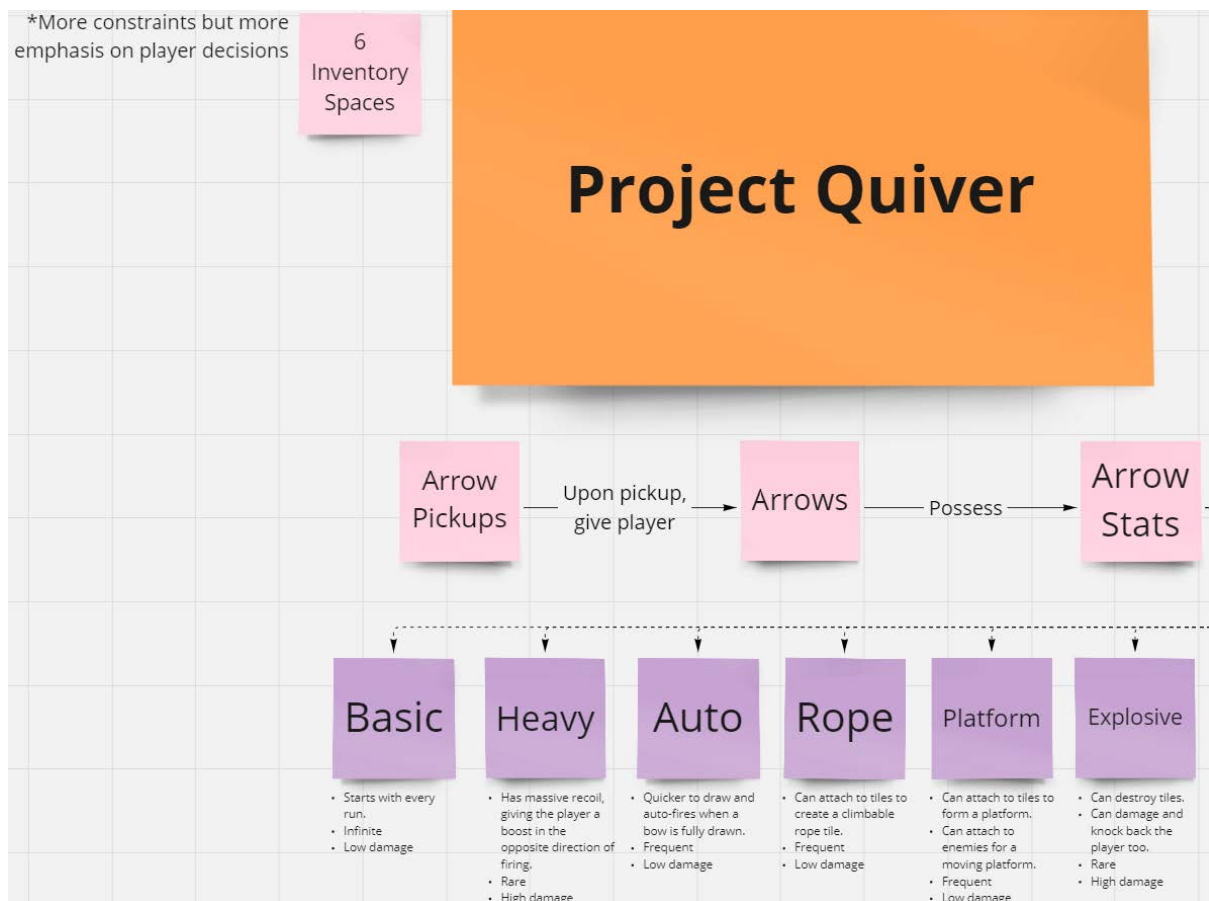 *More constraints but more
emphasis on player decisions
6
Inventory
Spaces
Project Quiver
Arrow
Pickups
Upon pickup,
give player
Arrows
Possess
Arrow
Stats
Basic
• Starts with every
run.
• Infinite
• Low damage
Heavy
• Has massive recoil,
giving the player a
boost in the
opposite direction of
firing.
• Rare
• High damage
Auto
• Quicker to draw and
auto-fires when a
bow is fully drawn.
• Frequent
• Low damage
Rope
• Can attach to tiles to
create a climbable
rope tile.
• Frequent
• Low damage
Platform
• Can attach to tiles to
form a platform.
• Can attach to
enemies for a
moving platform.
• Frequent
• Low damage
Explosive
• Can destroy tiles.
• Can damage and
knock back the
player too.
• Rare
• High damage